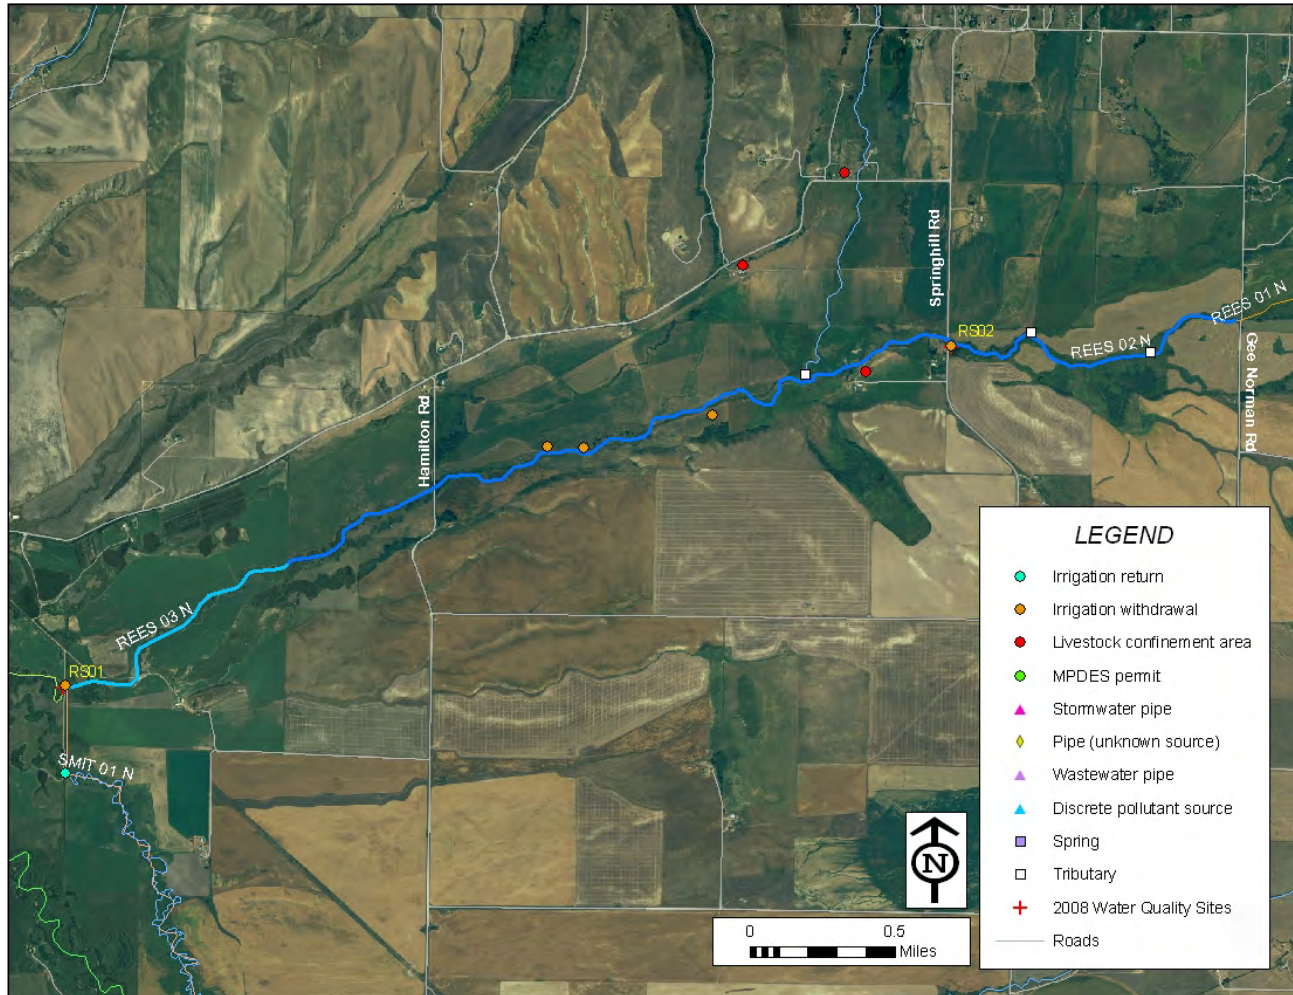 Springhill Rd
REES 01 N
RS02
REES 02 N
Gee Norman Rd
Hamilton Rd
REES 03 N
RS01
SMIT 01 N
LEGEND
Irrigation return
Irrigation withdrawal
Livestock confinement area
MPDES permit
Stormwater pipe
Pipe (unknown source)
Wastewater pipe
Discrete pollutant source
Spring
Tributary
2008 Water Quality Sites
Roads
N
0 0.5
Miles